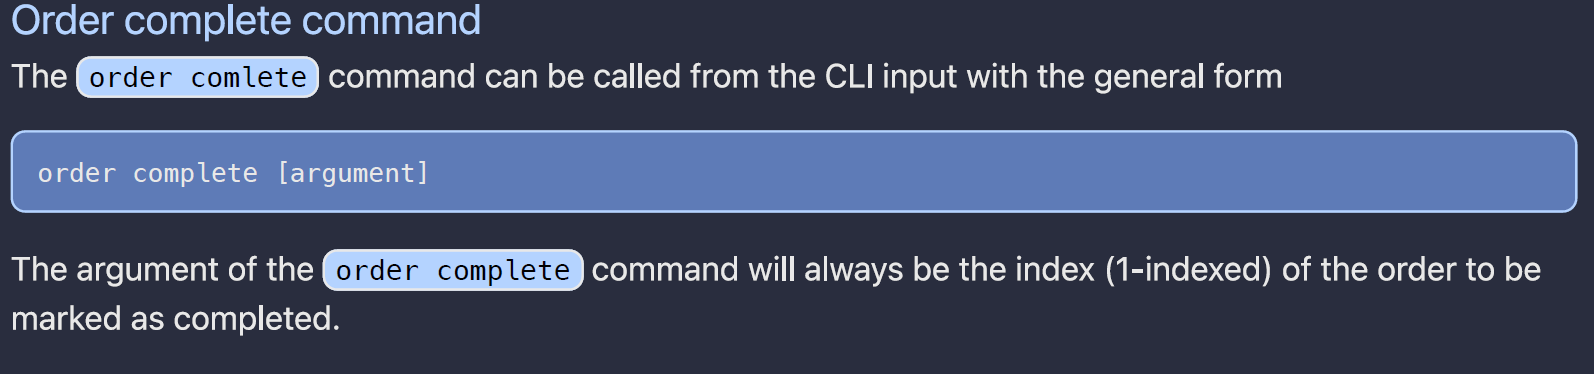 Order complete command
The order comlete command can be called from the CLI input with the general form
order complete [argument]
The argument of the order complete command will always be the index (1-indexed) of the order to be
marked as completed.